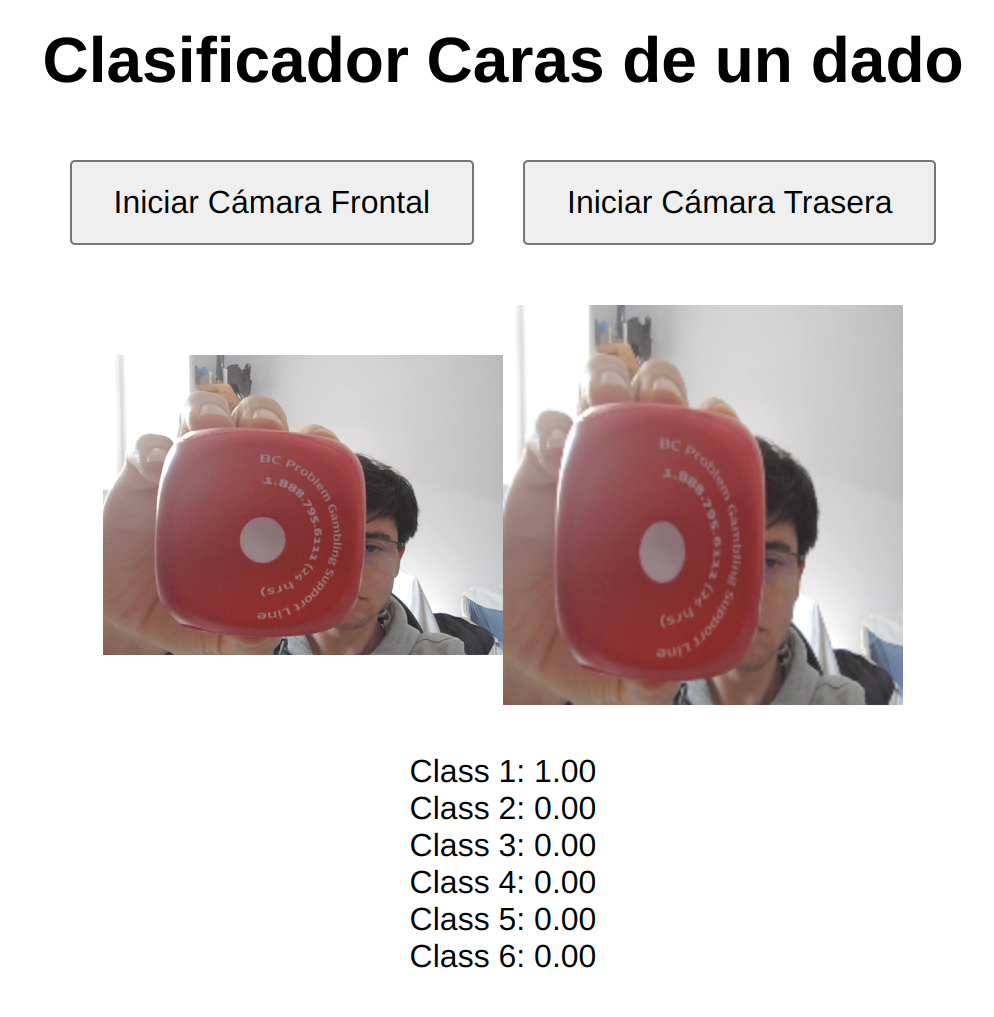 Clasificador Caras de un dado
Iniciar Cámara Frontal
Iniciar Cámara Trasera
BC Problem Gambling Support Line
1.888.795.6111 (24 hrs)
BC Problem Gambling Support Line
1.888.795.6111 (24 hrs)
Class 1: 1.00
Class 2: 0.00
Class 3: 0.00
Class 4: 0.00
Class 5: 0.00
Class 6: 0.00